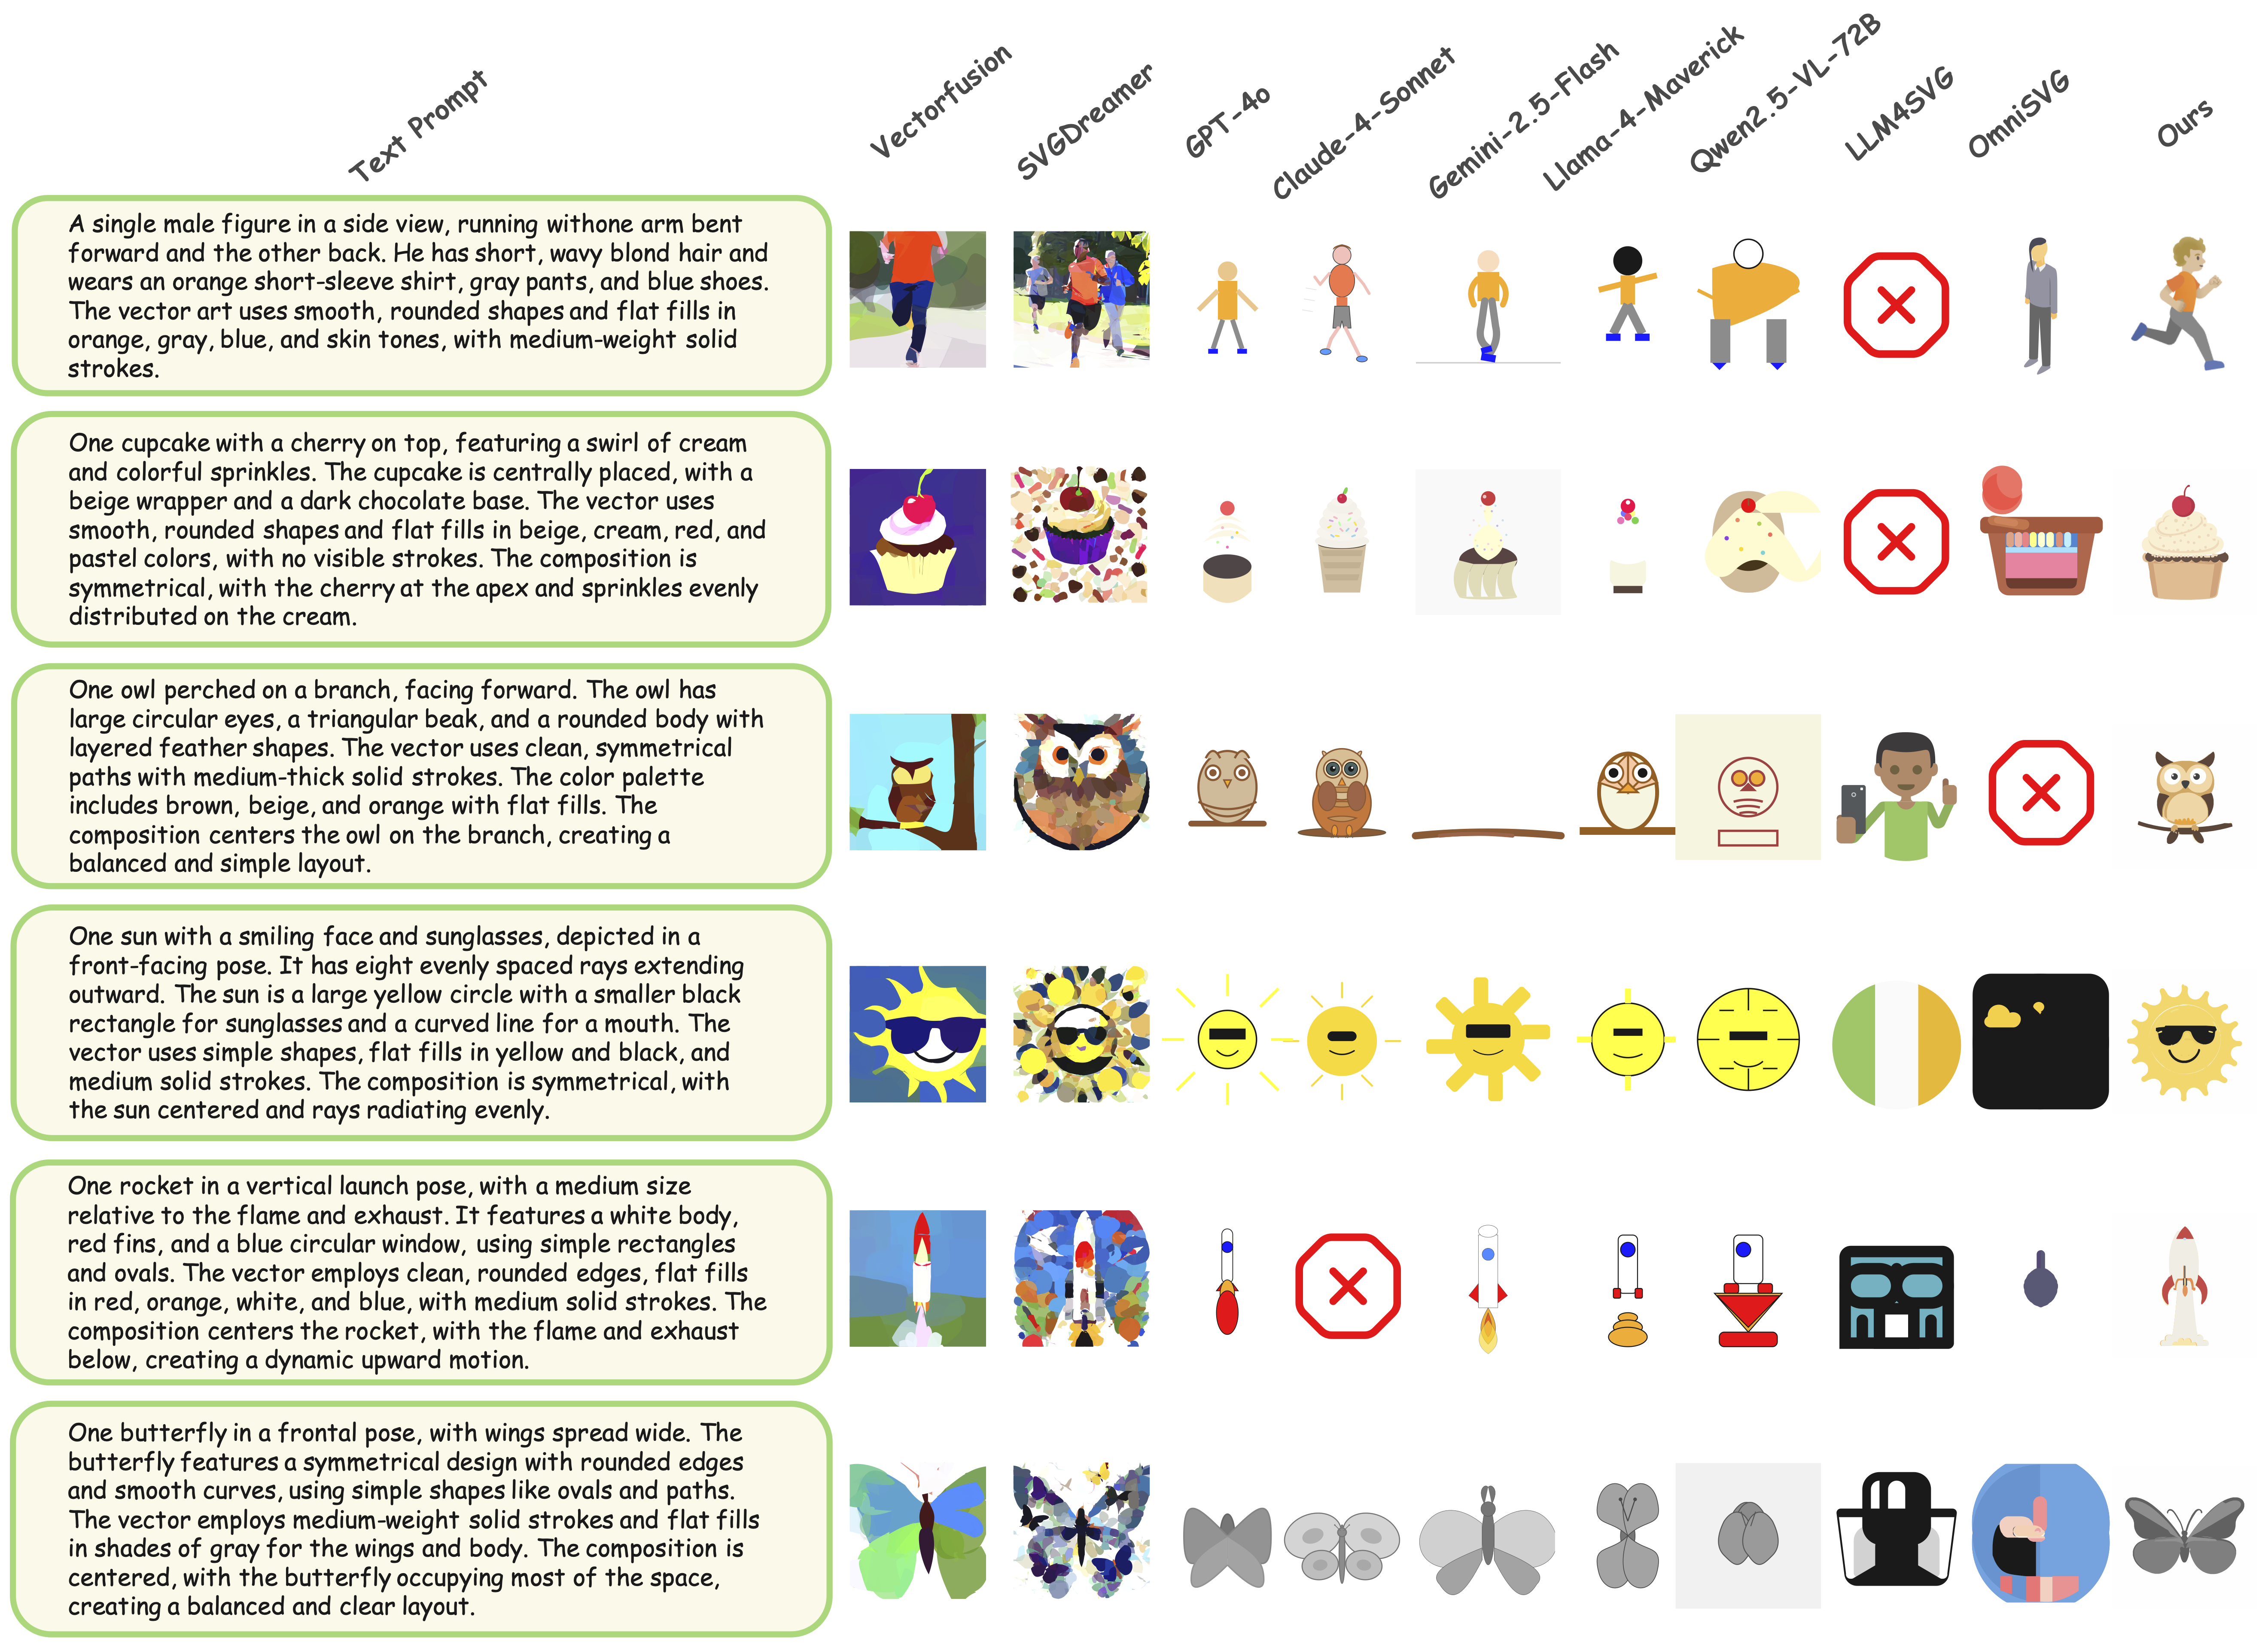 Text Prompt
Vectorfusion
SVGDreamer
GPT-4o
Claude-4-Sonnet
Gemini-2.5-Flash
Llama-4-Maverick
Qwen2.5-VL-72B
LLM4SVG
OmniSVG
Ours
A single male figure in a side view, running withone arm bent
forward and the other back. He has short, wavy blond hair and
wears an orange short-sleeve shirt, gray pants, and blue shoes.
The vector art uses smooth, rounded shapes and flat fills in
orange, gray, blue, and skin tones, with medium-weight solid
strokes.
One cupcake with a cherry on top, featuring a swirl of cream
and colorful sprinkles. The cupcake is centrally placed, with a
beige wrapper and a dark chocolate base. The vector uses
smooth, rounded shapes and flat fills in beige, cream, red, and
pastel colors, with no visible strokes. The composition is
symmetrical, with the cherry at the apex and sprinkles evenly
distributed on the cream.
One owl perched on a branch, facing forward. The owl has
large circular eyes, a triangular beak, and a rounded body with
layered feather shapes. The vector uses clean, symmetrical
paths with medium-thick solid strokes. The color palette
includes brown, beige, and orange with flat fills. The
composition centers the owl on the branch, creating a
balanced and simple layout.
One sun with a smiling face and sunglasses, depicted in a
front-facing pose. It has eight evenly spaced rays extending
outward. The sun is a large yellow circle with a smaller black
rectangle for sunglasses and a curved line for a mouth. The
vector uses simple shapes, flat fills in yellow and black, and
medium solid strokes. The composition is symmetrical, with
the sun centered and rays radiating evenly.
One rocket in a vertical launch pose, with a medium size
relative to the flame and exhaust. It features a white body,
red fins, and a blue circular window, using simple rectangles
and ovals. The vector employs clean, rounded edges, flat fills
in red, orange, white, and blue, with medium solid strokes. The
composition centers the rocket, with the flame and exhaust
below, creating a dynamic upward motion.
One butterfly in a frontal pose, with wings spread wide. The
butterfly features a symmetrical design with rounded edges
and smooth curves, using simple shapes like ovals and paths.
The vector employs medium-weight solid strokes and flat fills
in shades of gray for the wings and body. The composition is
centered, with the butterfly occupying most of the space,
creating a balanced and clear layout.